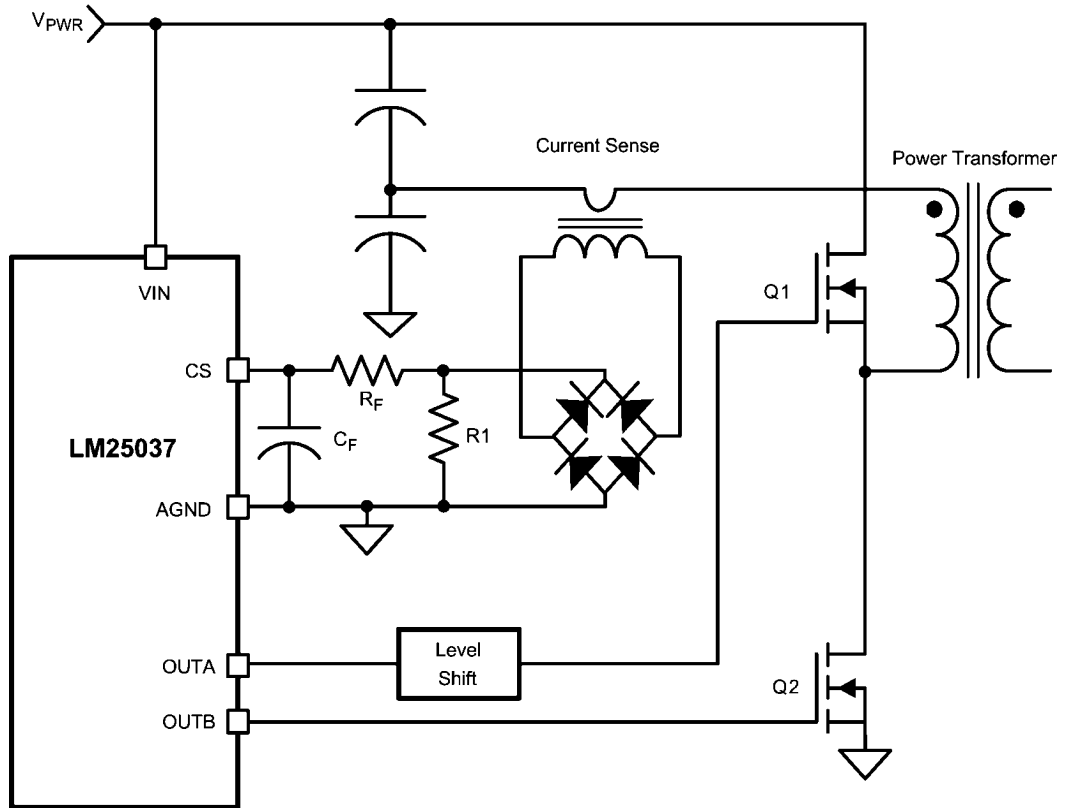 VPWR
Current Sense
Power Transformer
VIN
Q1
CS
RF
R1
CF
LM25037
AGND
Level
Shift
OUTA
Q2
OUTB